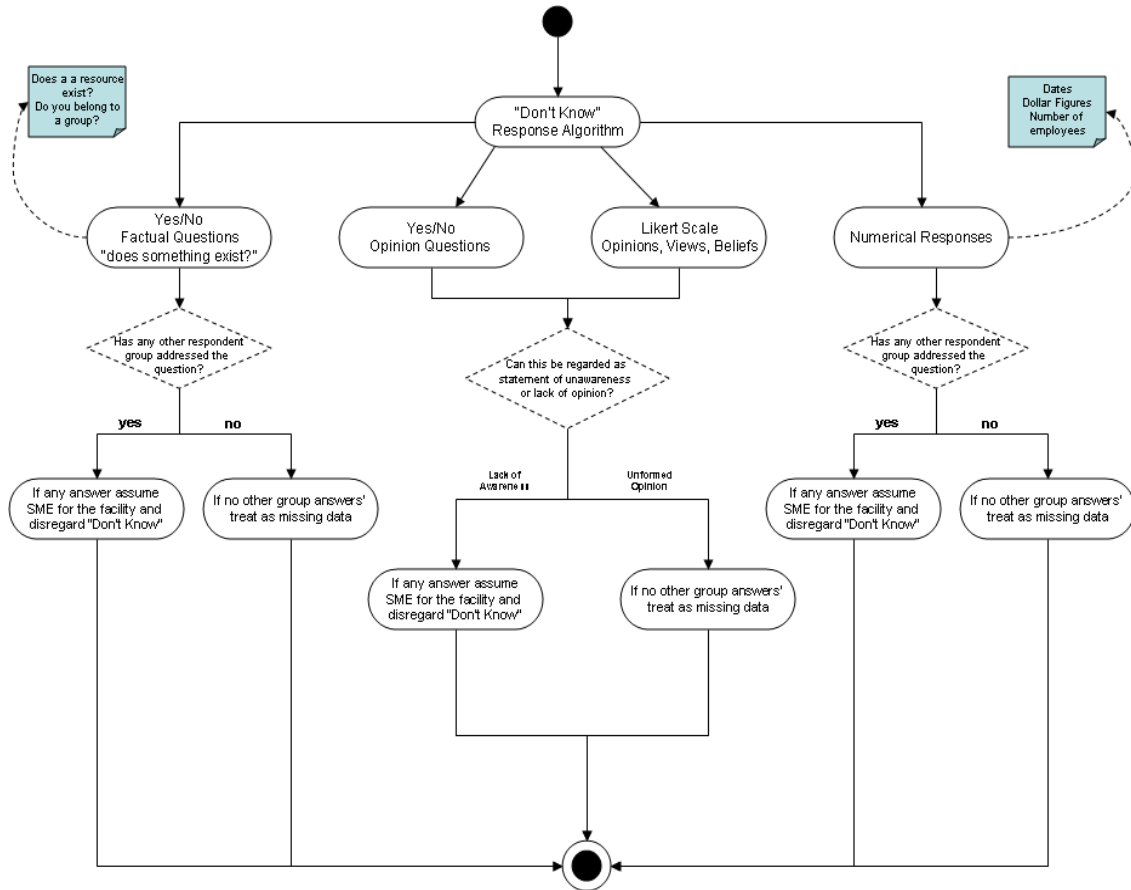 Does a a resource
exist?
Do you belong to
a group?
Dates
Dollar Figures
Number of
employees
"Don't Know"
Response Algorithm
Yes/No
Factual Questions
"does something exist?"
Yes/No
Opinion Questions
Likert Scale
Opinions, Views, Beliefs
Numerical Responses
Has any other respondent
group addressed the
question?
Can this be regarded as
statement of unawareness
or lack of opinion?
Has any other respondent
group addressed the
question?
yes
no
yes
no
Lack of
Awareness
Unformed
Opinion
If any answer assume
SME for the facility and
disregard "Don't Know"
If no other group answers'
treat as missing data
If any answer assume
SME for the facility and
disregard "Don't Know"
If no other group answers'
treat as missing data
If any answer assume
SME for the facility and
disregard "Don't Know"
If no other group answers'
treat as missing data